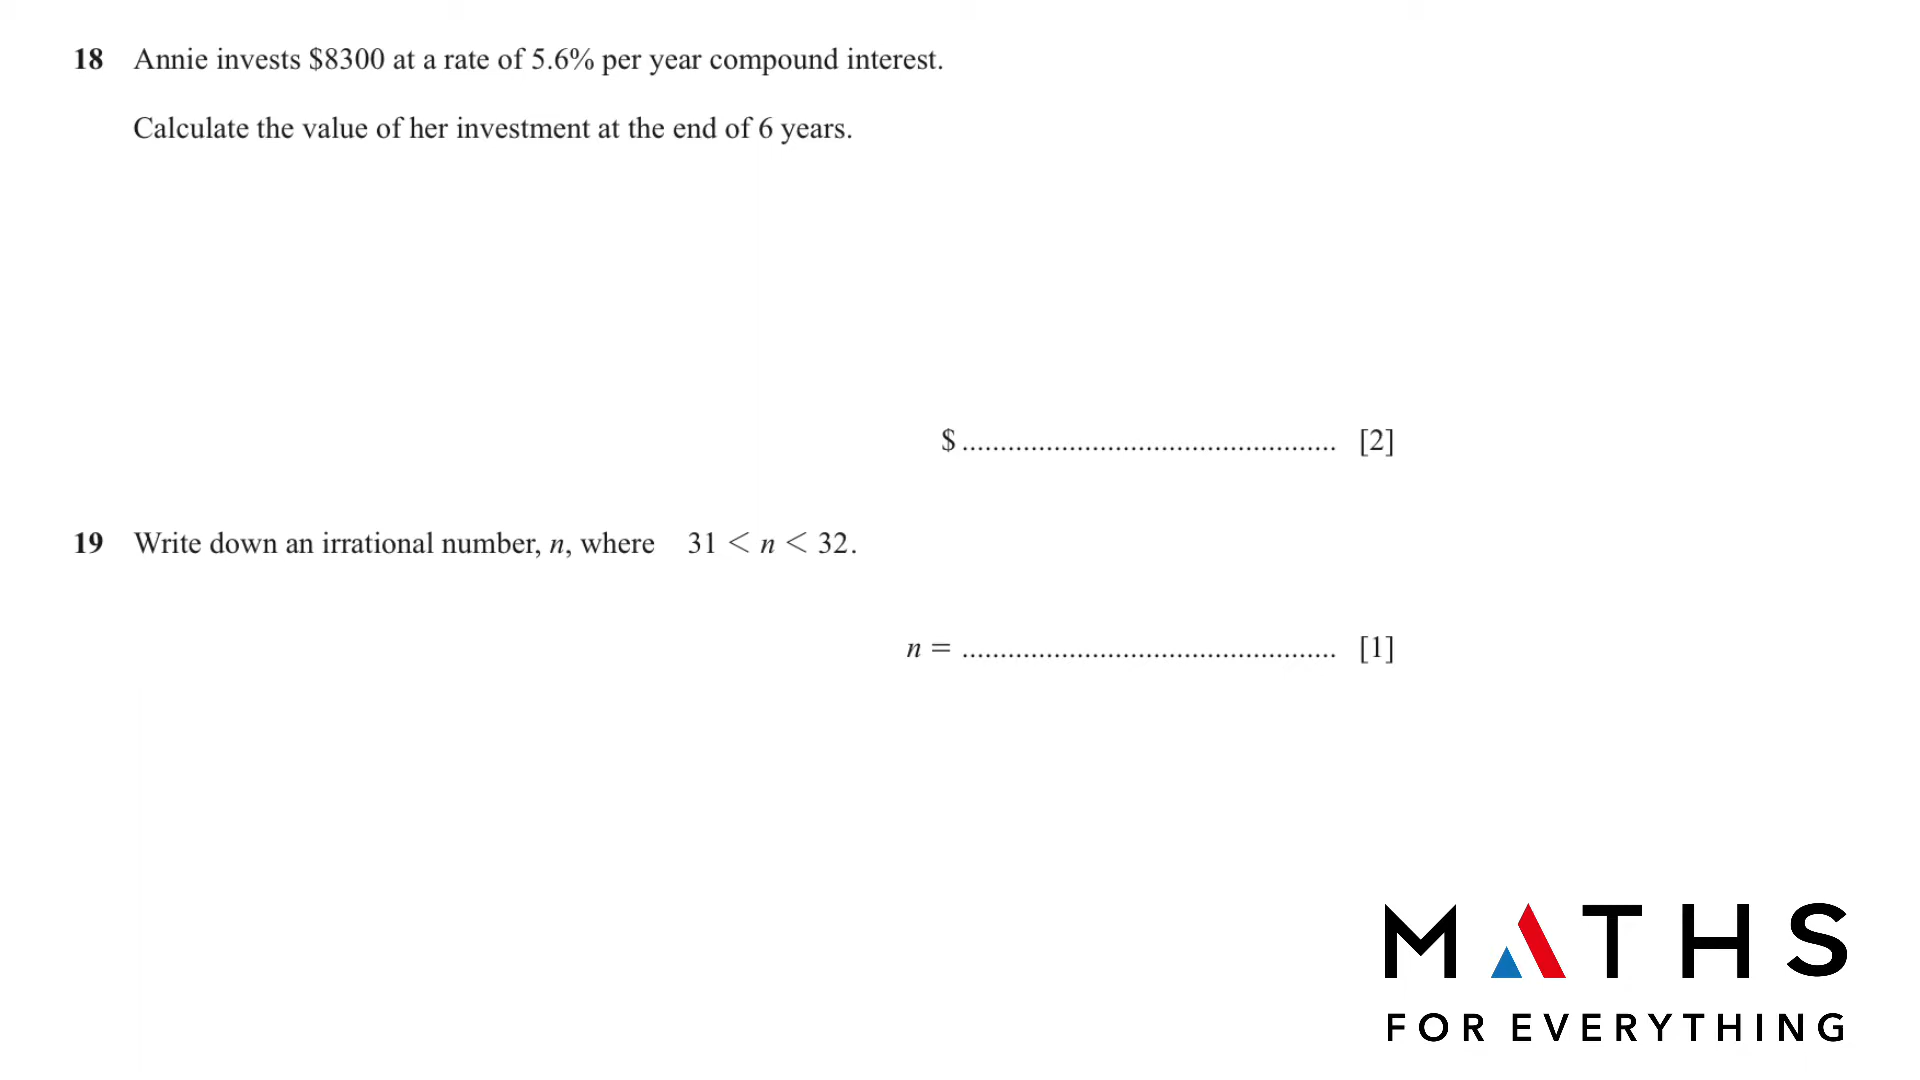 18 Annie invests $8300 at a rate of 5.6% per year compound interest.
Calculate the value of her investment at the end of 6 years.
$ ................................................ [2]
19 Write down an irrational number, n, where 31 < n < 32.
n = ................................................ [1]
MATHS
FOR EVERYTHING